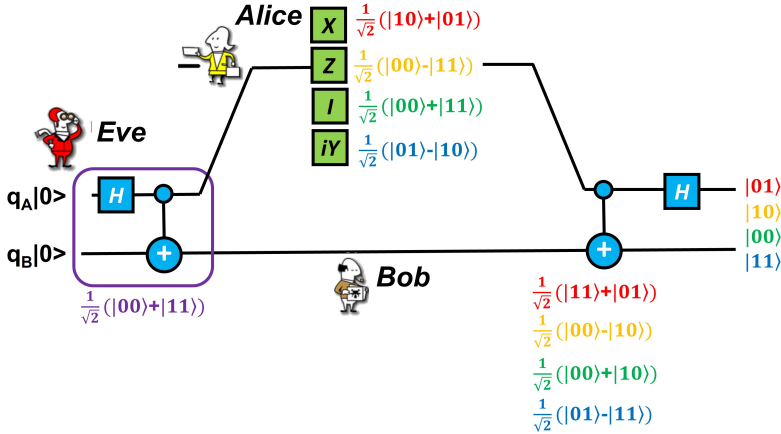 Alice
X
1/√2 (|10⟩+|01⟩)
Z
1/√2 (|00⟩-|11⟩)
I
1/√2 (|00⟩+|11⟩)
iY
1/√2 (|01⟩-|10⟩)
Eve
qA|0>
H
qB|0>
+
1/√2 (|00⟩+|11⟩)
Bob
+
H
|01⟩
|10⟩
|00⟩
|11⟩
1/√2 (|11⟩+|01⟩)
1/√2 (|00⟩-|10⟩)
1/√2 (|00⟩+|10⟩)
1/√2 (|01⟩-|11⟩)